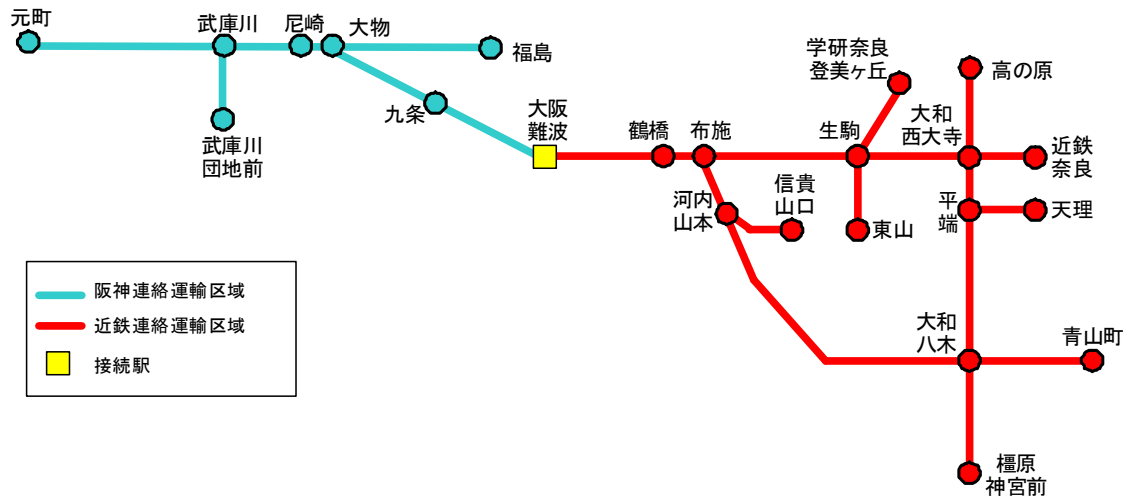 元町
武庫川
尼崎
大物
福島
九条
武庫川
団地前
大阪
難波
鶴橋
布施
生駒
学研奈良
登美ヶ丘
大和
西大寺
高の原
近鉄
奈良
河内
山本
信貴
山口
東山
平
端
天理
大和
八木
青山町
橿原
神宮前
阪神連絡運輸区域
近鉄連絡運輸区域
接続駅